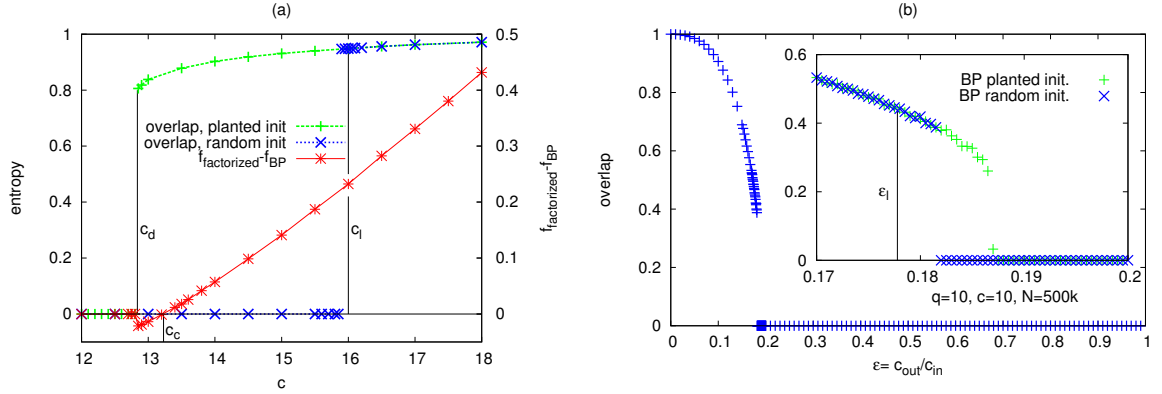 (a)
1
0.8
0.6
0.4
0.2
0
entropy
0.5
0.4
0.3
0.2
0.1
0
f_factorized-f_BP
overlap, planted init
overlap, random init
f_factorized-f_BP
c_d
c_c
c_l
12 13 14 15 16 17 18
c
(b)
1
0.8
0.6
0.4
0.2
0
overlap
0 0.1 0.2 0.3 0.4 0.5 0.6 0.7 0.8 0.9 1
ε= c_out/c_in
0.6
0.4
0.2
0
BP planted init.
BP random init.
ε_l
0.17 0.18 0.19 0.2
q=10, c=10, N=500k